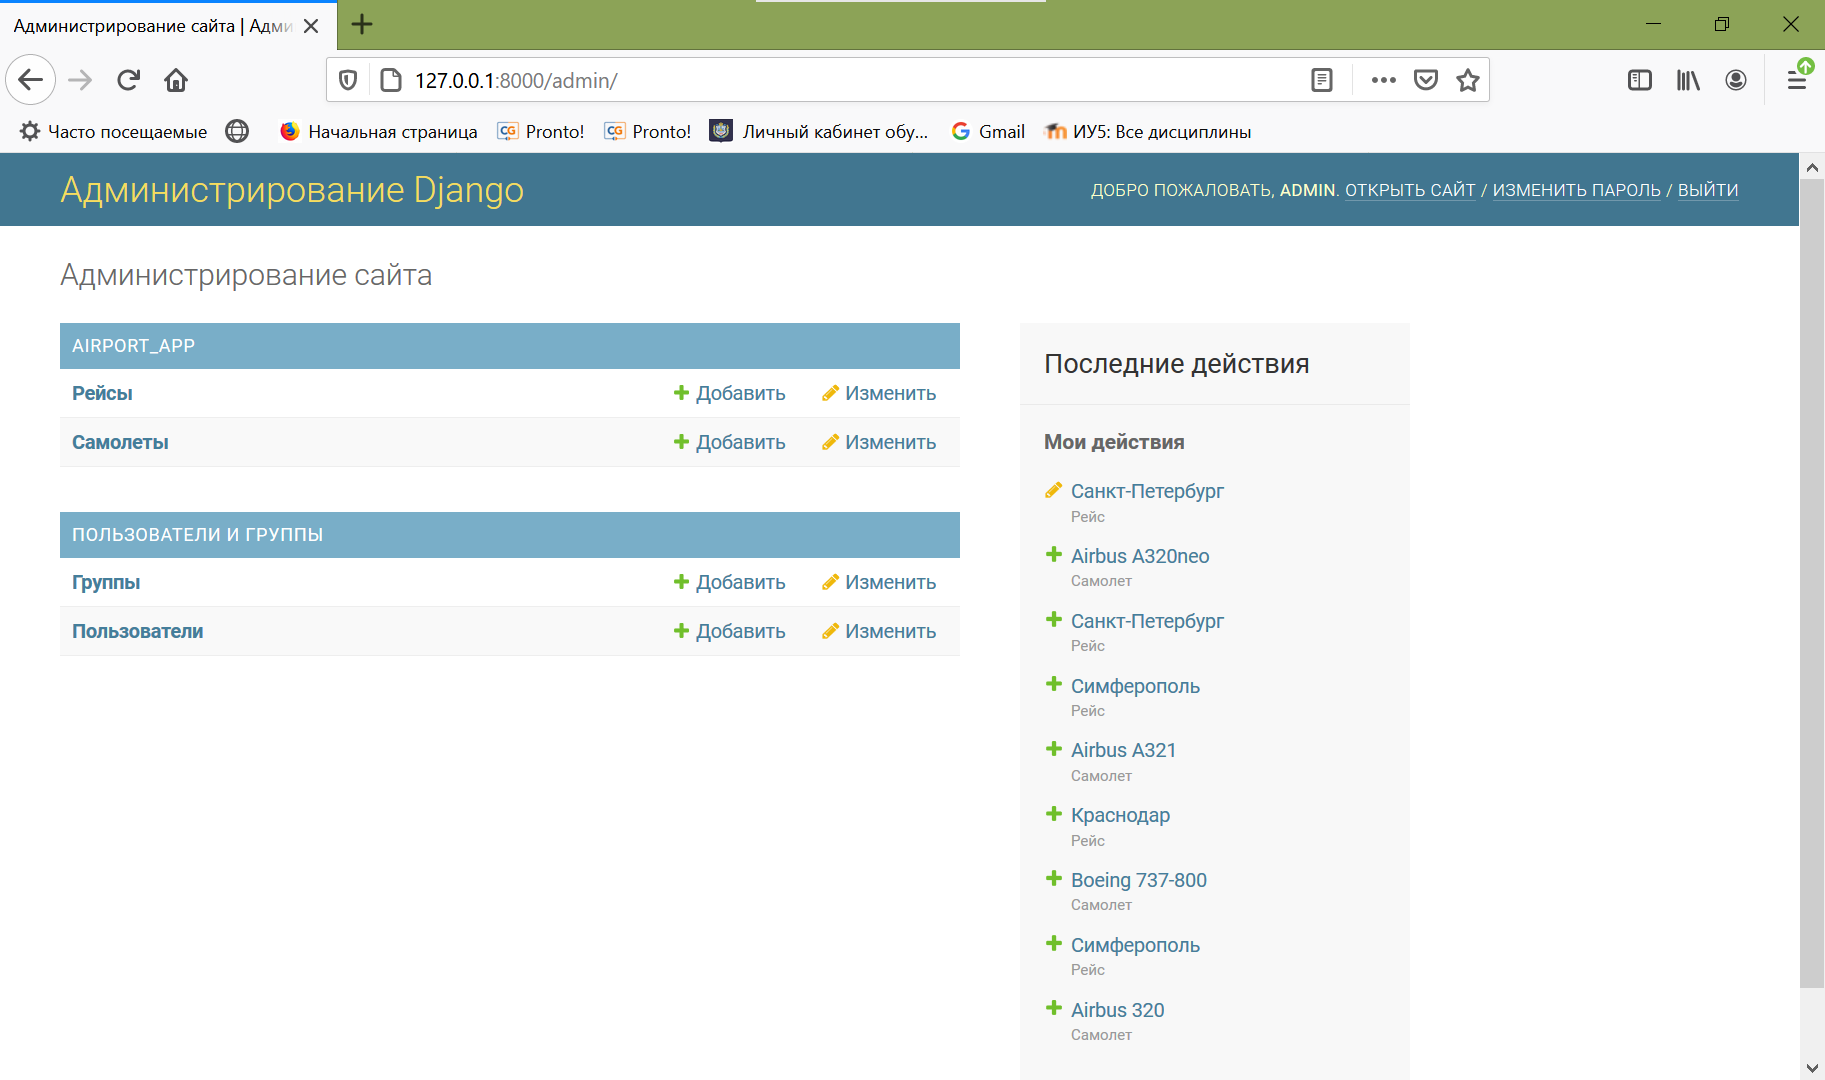 Администрирование сайта | Адми
127.0.0.1:8000/admin/
Часто посещаемые
Начальная страница
CG Pronto!
CG Pronto!
Личный кабинет обу...
G Gmail
ИУ5: Все дисциплины
Администрирование Django
ДОБРО ПОЖАЛОВАТЬ, ADMIN. ОТКРЫТЬ САЙТ / ИЗМЕНИТЬ ПАРОЛЬ / ВЫЙТИ
Администрирование сайта
AIRPORT_APP
Рейсы Добавить Изменить
Самолеты Добавить Изменить
ПОЛЬЗОВАТЕЛИ И ГРУППЫ
Группы Добавить Изменить
Пользователи Добавить Изменить
Последние действия
Мои действия
Санкт-Петербург
Рейс
Airbus A320neo
Самолет
Санкт-Петербург
Рейс
Симферополь
Рейс
Airbus A321
Самолет
Краснодар
Рейс
Boeing 737-800
Самолет
Симферополь
Рейс
Airbus 320
Самолет